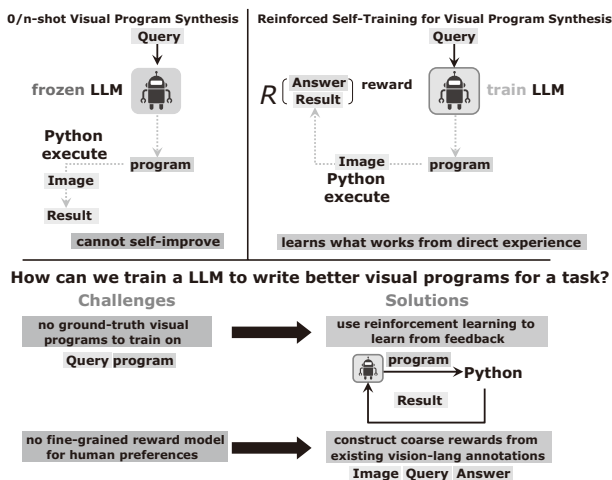 0/n-shot Visual Program Synthesis
Query
frozen LLM
Python
execute
program
Image
Result
cannot self-improve
Reinforced Self-Training for Visual Program Synthesis
Query
R
Answer
Result
reward
train LLM
Image
program
Python
execute
learns what works from direct experience
How can we train a LLM to write better visual programs for a task?
Challenges
Solutions
no ground-truth visual
programs to train on
Query program
use reinforcement learning to
learn from feedback
program
Python
Result
no fine-grained reward model
for human preferences
construct coarse rewards from
existing vision-lang annotations
Image Query Answer